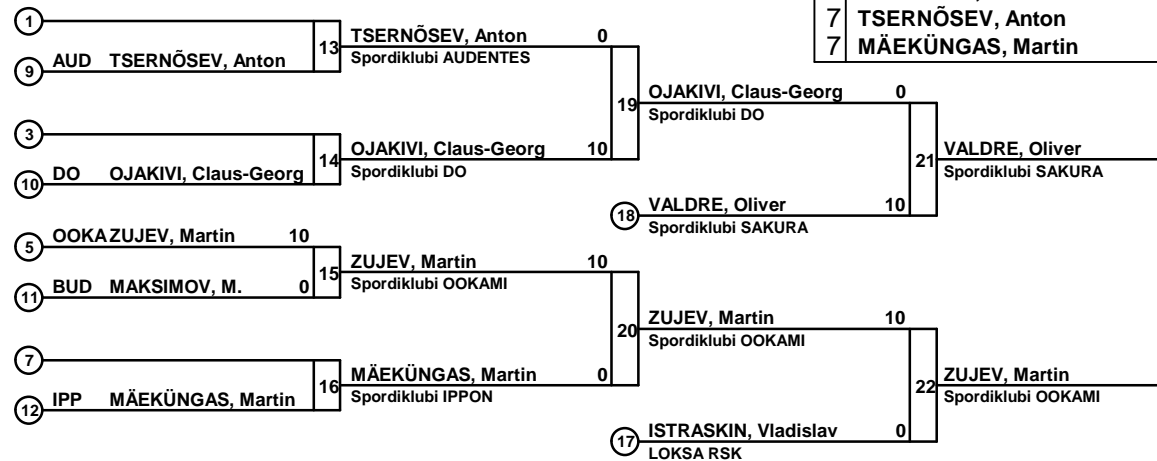 7 TSERNÕSEV, Anton
7 MÄEKÜNGAS, Martin
1
9 AUD TSERNÕSEV, Anton
13
TSERNÕSEV, Anton 0
Spordiklubi AUDENTES
3
10 DO OJAKIVI, Claus-Georg
14
OJAKIVI, Claus-Georg 10
Spordiklubi DO
19
OJAKIVI, Claus-Georg 0
Spordiklubi DO
18 VALDRE, Oliver 10
Spordiklubi SAKURA
21
VALDRE, Oliver
Spordiklubi SAKURA
5 OOKA ZUJEV, Martin 10
11 BUD MAKSIMOV, M. 0
15
ZUJEV, Martin 10
Spordiklubi OOKAMI
7
12 IPP MÄEKÜNGAS, Martin
16
MÄEKÜNGAS, Martin 0
Spordiklubi IPPON
20
ZUJEV, Martin 10
Spordiklubi OOKAMI
17 ISTRASKIN, Vladislav 0
LOKSA RSK
22
ZUJEV, Martin
Spordiklubi OOKAMI